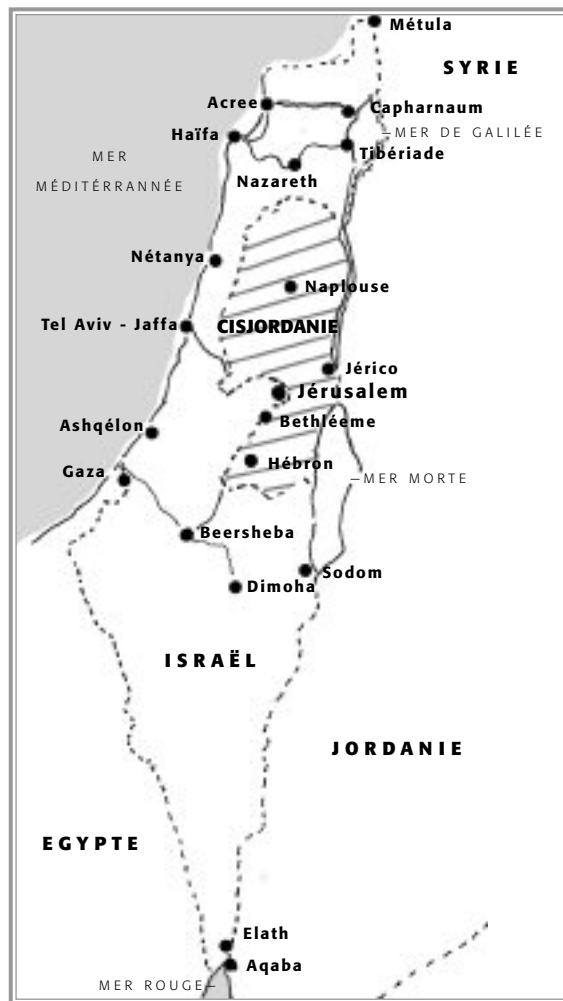 Métula
SYRIE
Acree
Capharnaum
MER DE GALILÉE
Haïfa
Tibériade
MER
MÉDITÉRRANNÉE
Nazareth
Nétanya
Naplouse
Tel Aviv - Jaffa
CISJORDANIE
Jérico
Jérusalem
Bethléeme
Ashqélon
Hébron
Gaza
MER MORTE
Beersheba
Sodom
Dimoha
ISRAËL
JORDANIE
EGYPTE
Elath
Aqaba
MER ROUGE